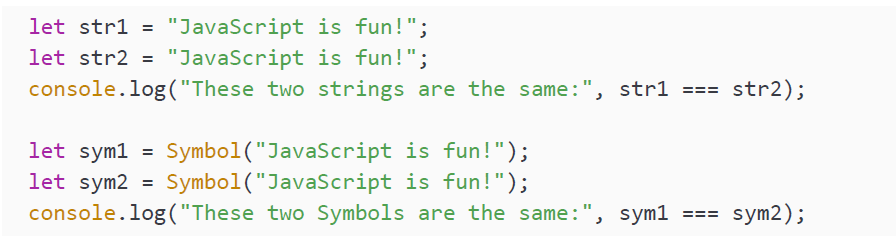 let str1 = "JavaScript is fun!";
let str2 = "JavaScript is fun!";
console.log("These two strings are the same:", str1 === str2);

let sym1 = Symbol("JavaScript is fun!");
let sym2 = Symbol("JavaScript is fun!");
console.log("These two Symbols are the same:", sym1 === sym2);